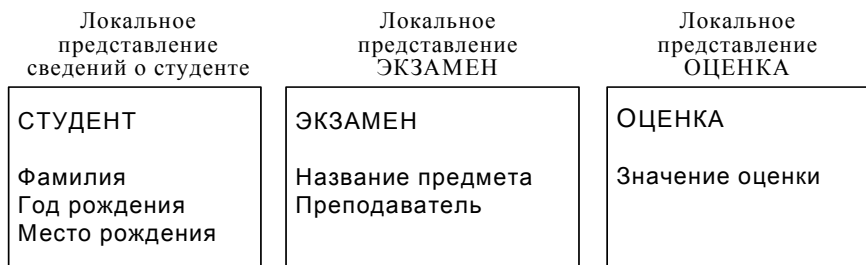 Локальное
представление
сведений о студенте
Локальное
представление
ЭКЗАМЕН
Локальное
представление
ОЦЕНКА
СТУДЕНТ
Фамилия
Год рождения
Место рождения
ЭКЗАМЕН
Название предмета
Преподаватель
ОЦЕНКА
Значение оценки